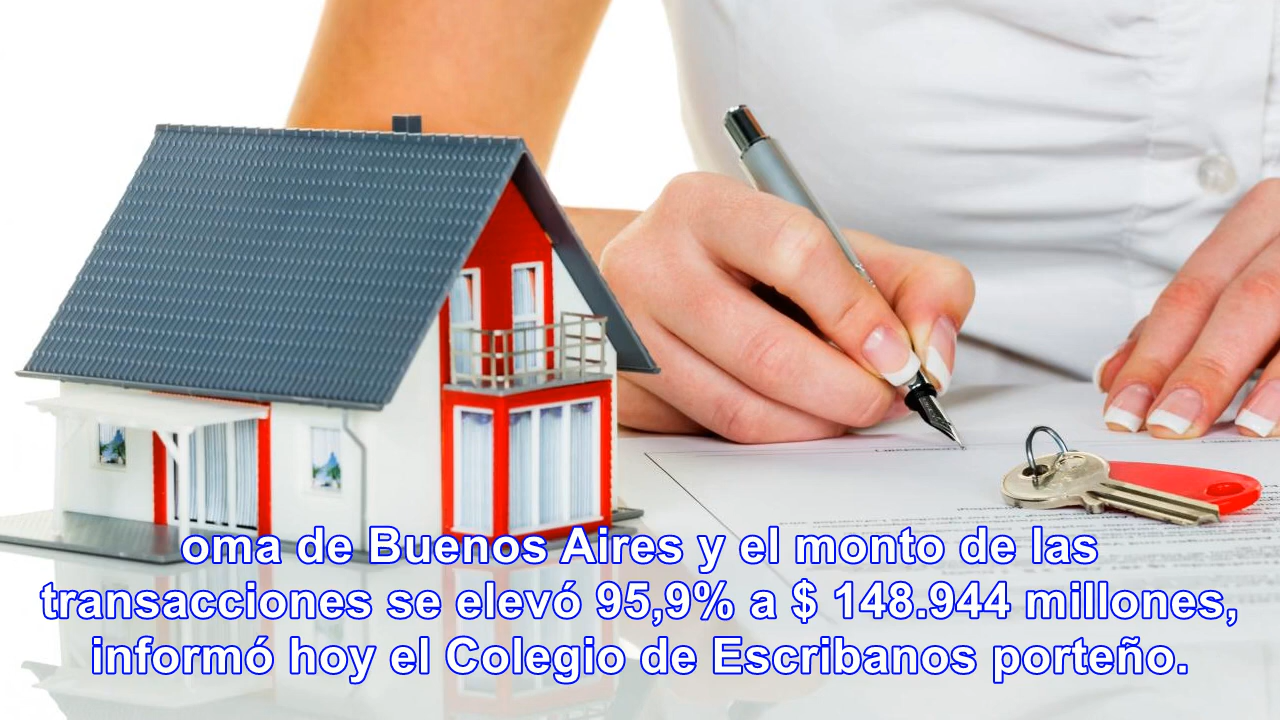 oma de Buenos Aires y el monto de las
transacciones se elevó 95,9% a $ 148.944 millones,
informó hoy el Colegio de Escribanos porteño.